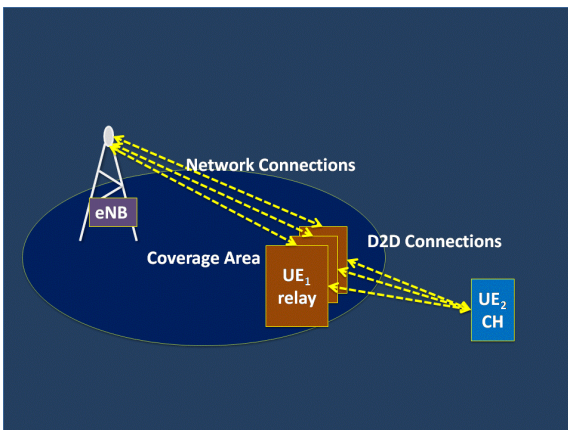 Network Connections
eNB
D2D Connections
Coverage Area
UE₁
relay
UE₂
CH